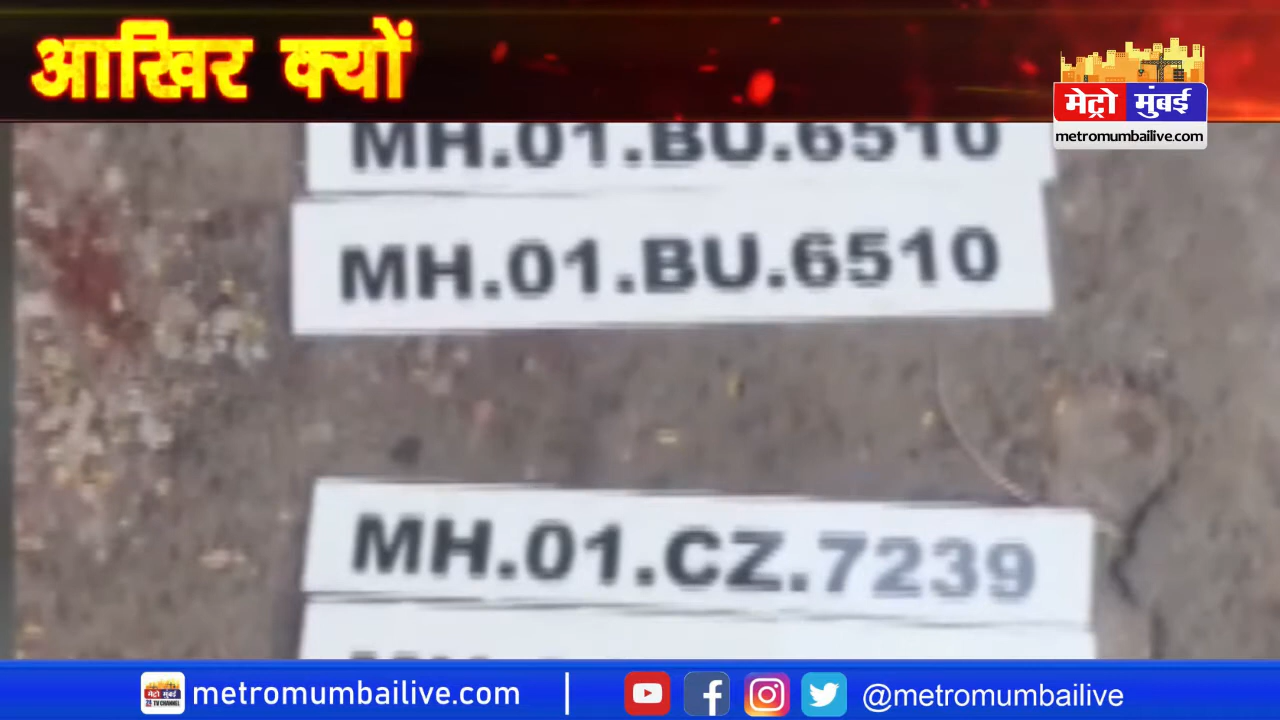 आखिर क्यों
मेट्रो मुंबई
metromumbailive.com
MH.01.BU.6510
MH.01.BU.6510
MH.01.CZ.7239
मेट्रो मुंबई
metromumbailive.com
@metromumbailive